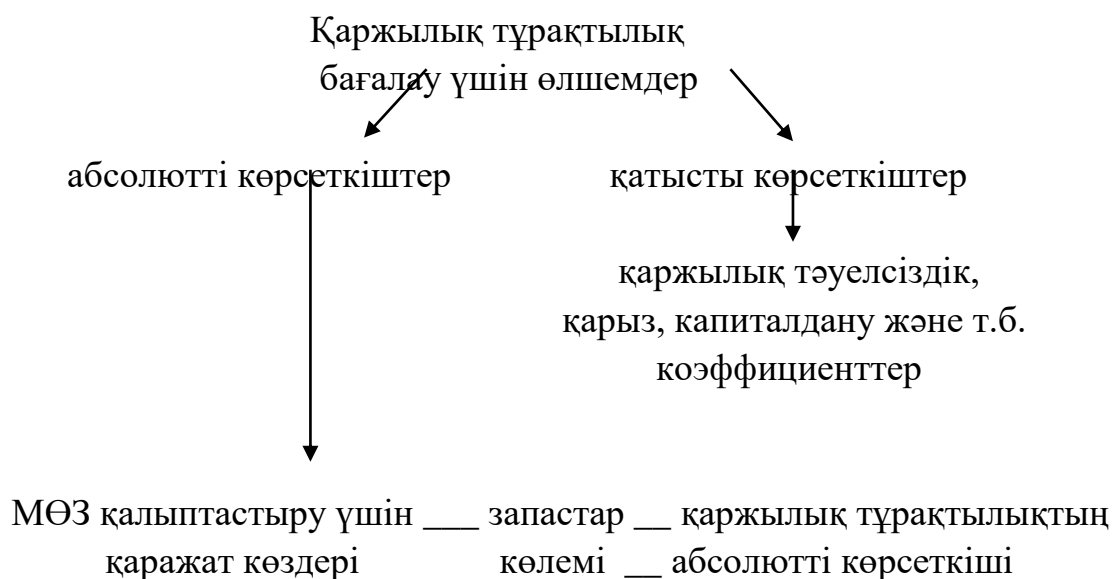 Қаржылық тұрақтылық
бағалау үшін өлшемдер
абсолютті көрсеткіштер
қатысты көрсеткіштер
қаржылық тәуелсіздік,
қарыз, капиталдану және т.б.
коэффициенттер
МӨЗ қалыптастыру үшін ___ запастар __ қаржылық тұрақтылықтың
қаражат көздері көлемі __ абсолютті көрсеткіші